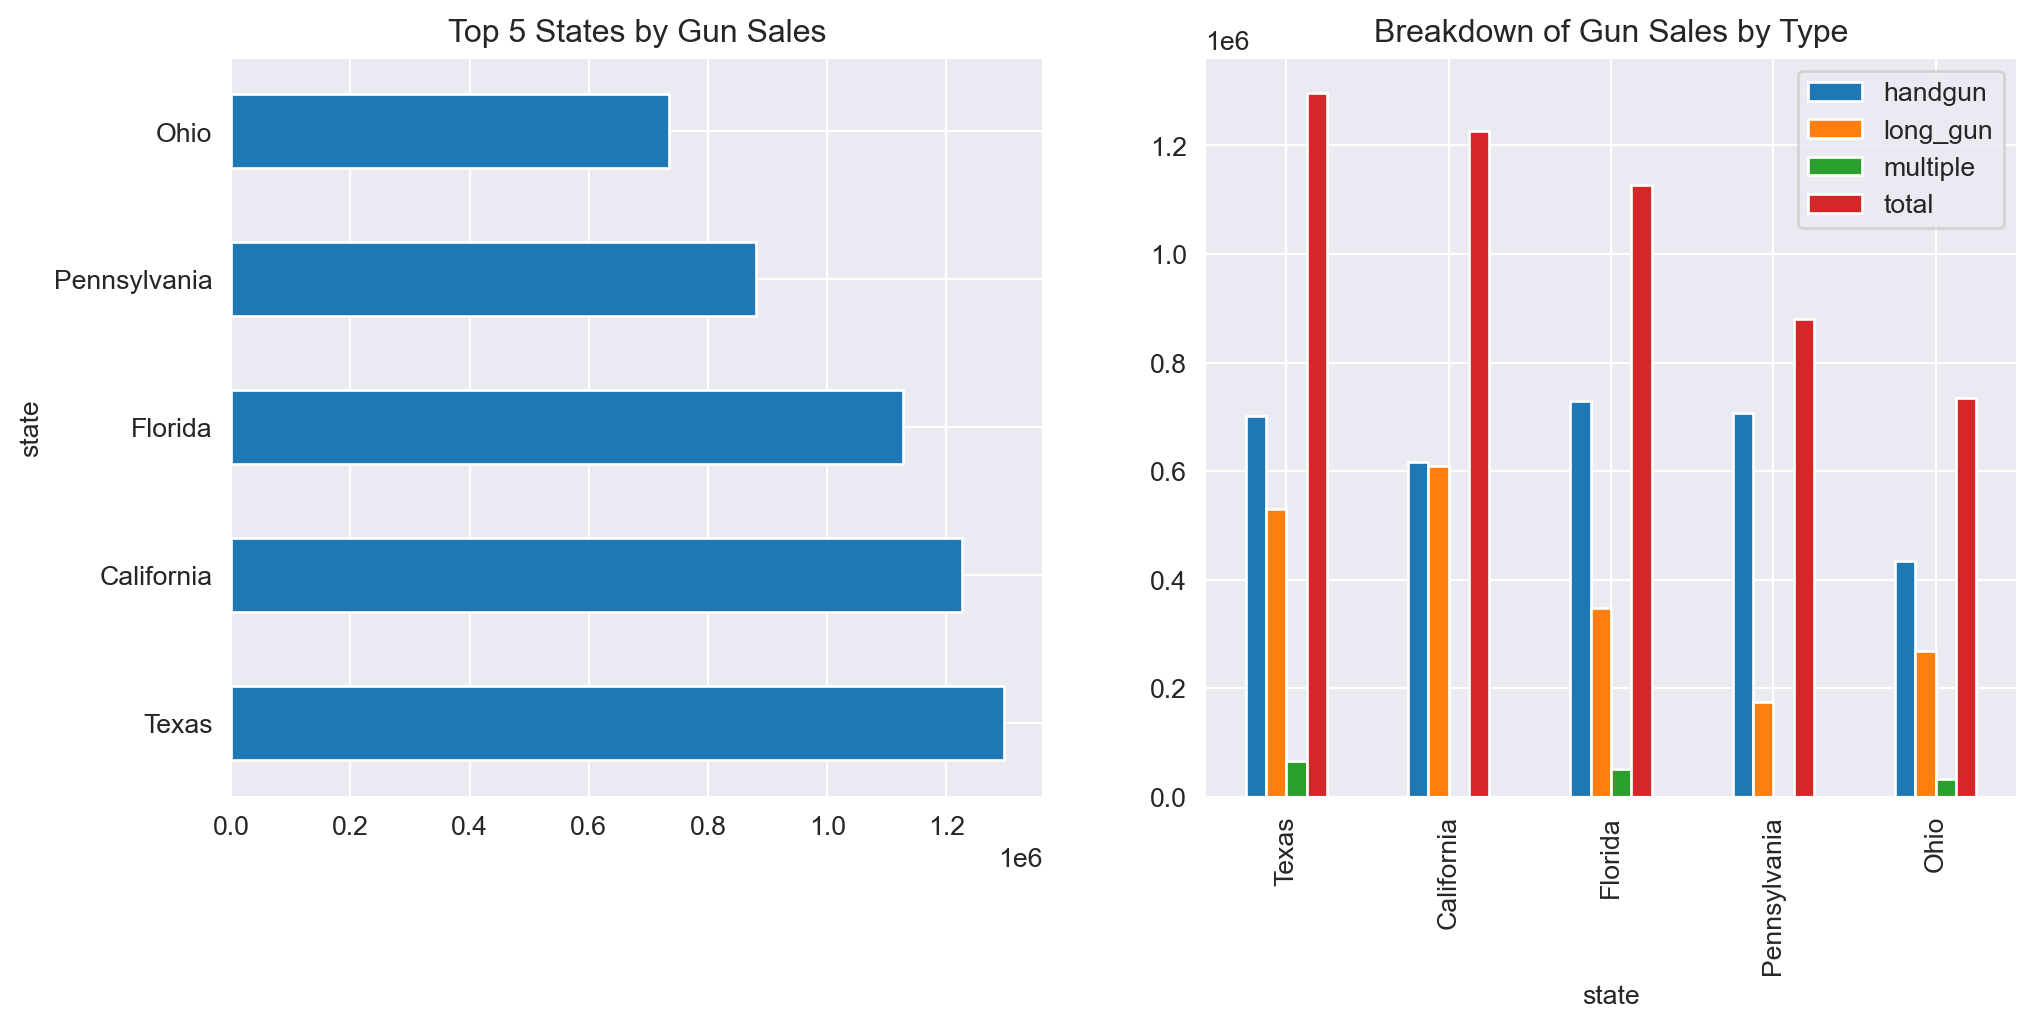 Top 5 States by Gun Sales
Ohio
Pennsylvania
Florida
California
Texas
state
0.0 0.2 0.4 0.6 0.8 1.0 1.2
1e6
Breakdown of Gun Sales by Type
1e6
handgun
long_gun
multiple
total
1.2
1.0
0.8
0.6
0.4
0.2
0.0
Texas
California
Florida
Pennsylvania
Ohio
state